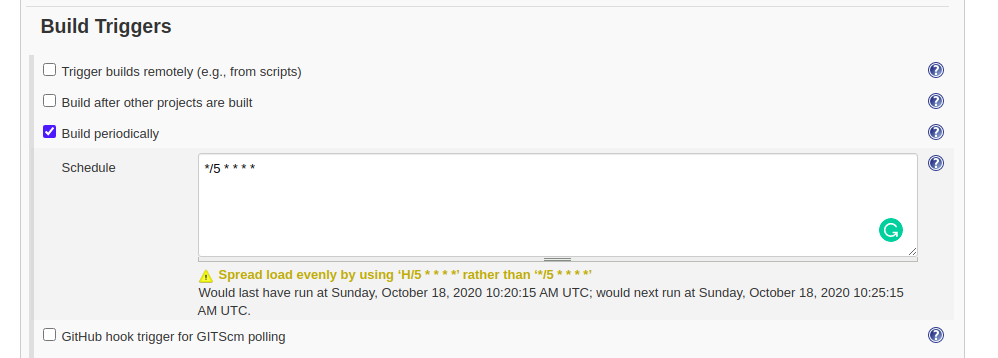 Build Triggers
Trigger builds remotely (e.g., from scripts)
Build after other projects are built
Build periodically
Schedule
*/5 * * * *
Spread load evenly by using ‘H/5 * * * *’ rather than ‘*/5 * * * *’
Would last have run at Sunday, October 18, 2020 10:20:15 AM UTC; would next run at Sunday, October 18, 2020 10:25:15
AM UTC.
GitHub hook trigger for GITScm polling